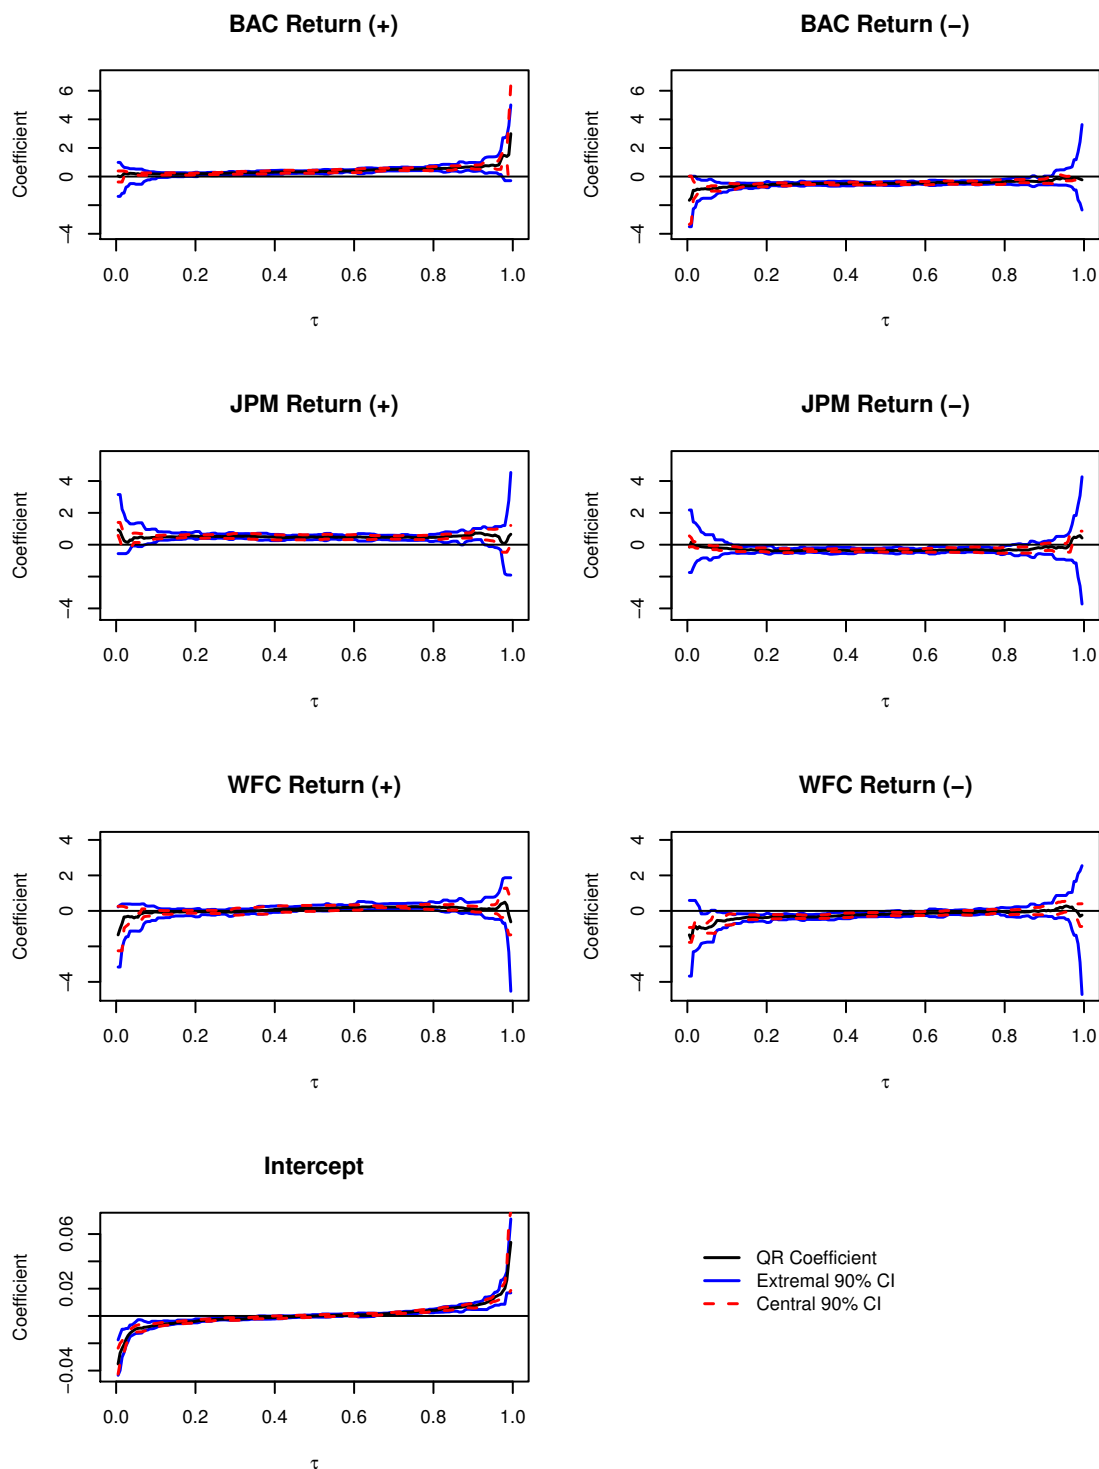 BAC Return (+)
Coefficient
6
4
2
0
−4
0.0 0.2 0.4 0.6 0.8 1.0
τ
BAC Return (−)
Coefficient
6
4
2
0
−4
0.0 0.2 0.4 0.6 0.8 1.0
τ
JPM Return (+)
Coefficient
4
2
0
−4
0.0 0.2 0.4 0.6 0.8 1.0
τ
JPM Return (−)
Coefficient
4
2
0
−4
0.0 0.2 0.4 0.6 0.8 1.0
τ
WFC Return (+)
Coefficient
4
2
0
−4
0.0 0.2 0.4 0.6 0.8 1.0
τ
WFC Return (−)
Coefficient
4
2
0
−4
0.0 0.2 0.4 0.6 0.8 1.0
τ
Intercept
Coefficient
0.06
0.02
−0.04
0.0 0.2 0.4 0.6 0.8 1.0
τ
QR Coefficient
Extremal 90% CI
Central 90% CI